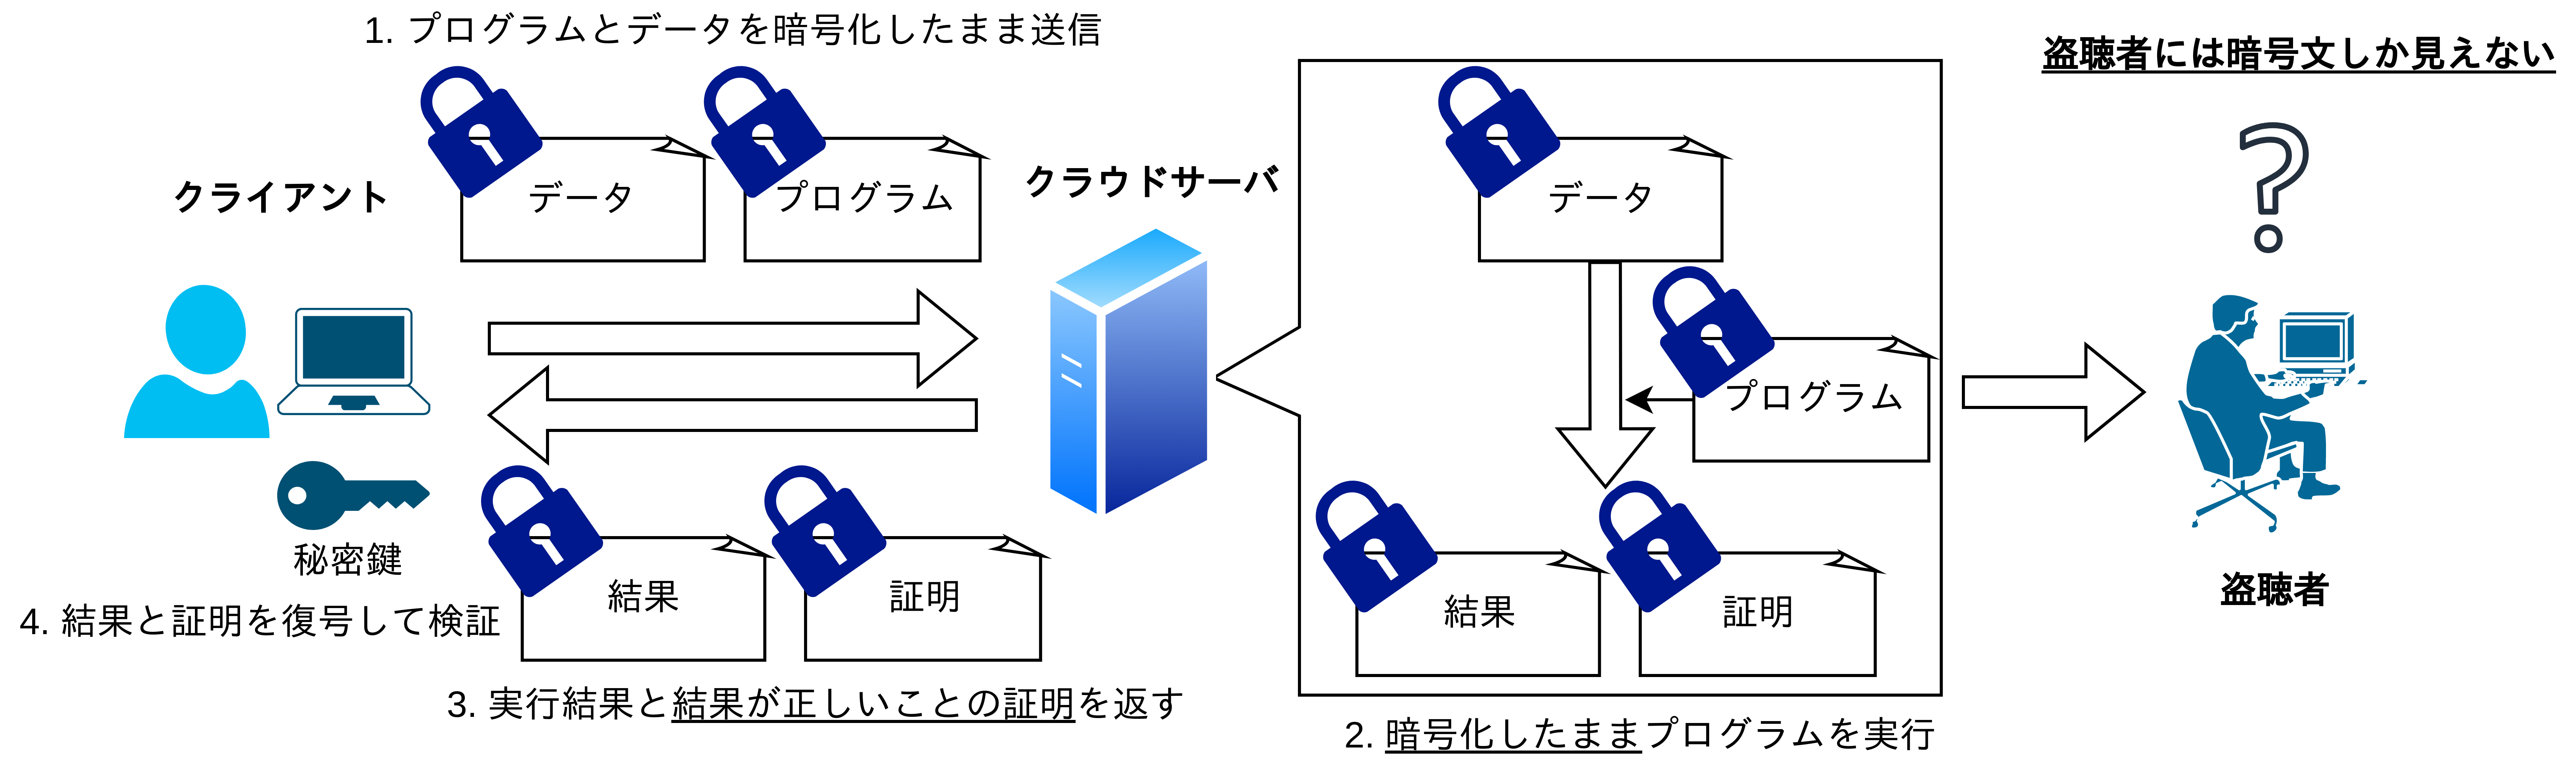 1. プログラムとデータを暗号化したまま送信
盗聴者には暗号文しか見えない
クライアント
データ
プログラム
クラウドサーバ
データ
プログラム
秘密鍵
4. 結果と証明を復号して検証
結果
証明
結果
証明
盗聴者
3. 実行結果と結果が正しいことの証明を返す
2. 暗号化したままプログラムを実行